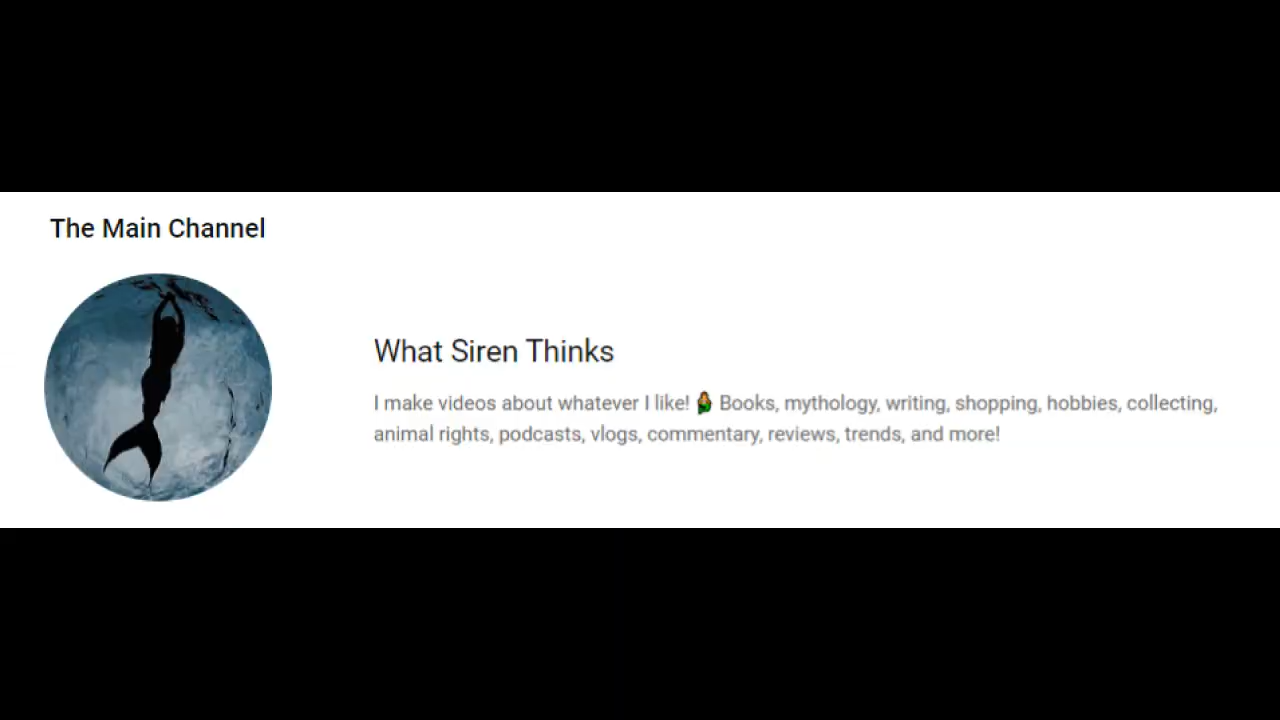 The Main Channel
What Siren Thinks
I make videos about whatever I like! 🧜‍♀️ Books, mythology, writing, shopping, hobbies, collecting,
animal rights, podcasts, vlogs, commentary, reviews, trends, and more!